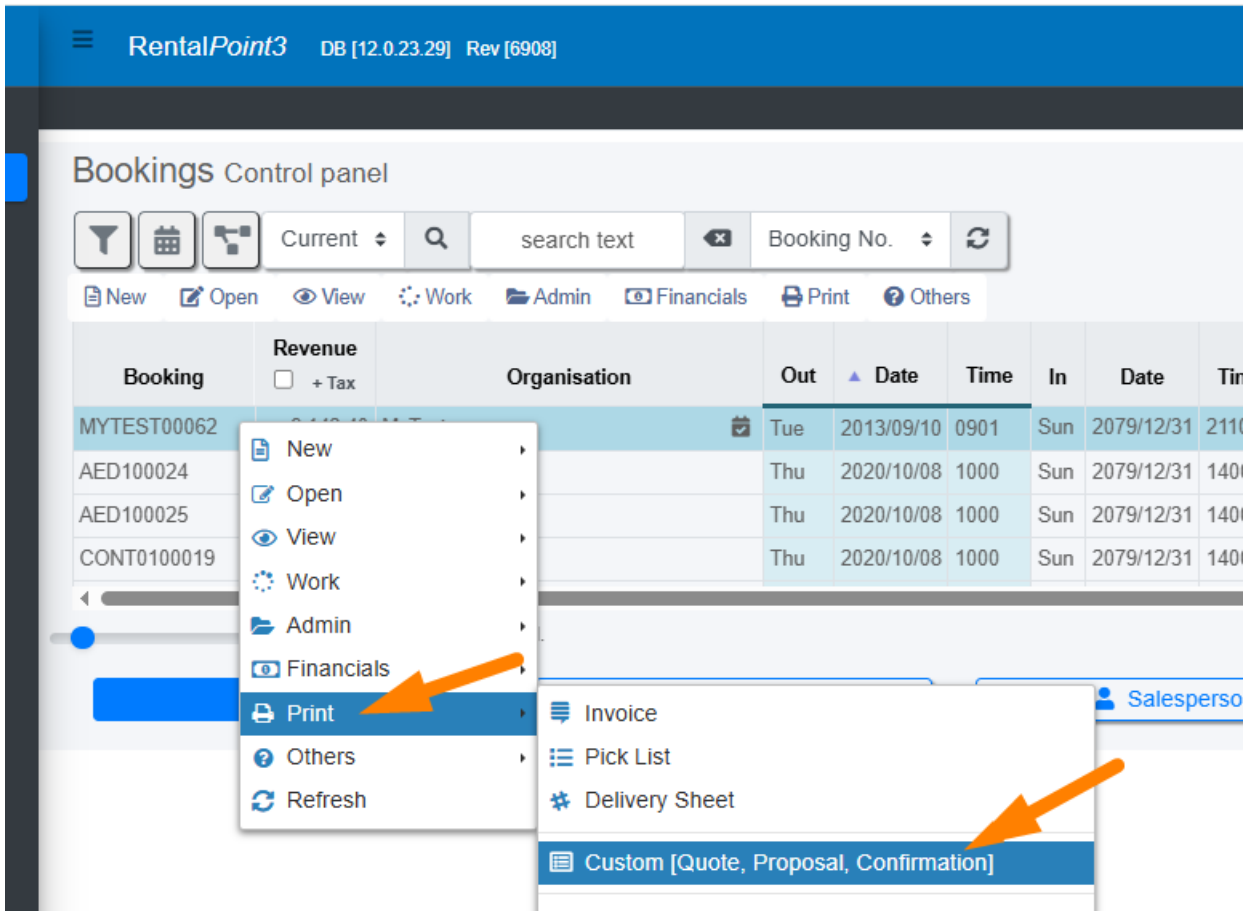 RentalPoint3 DB [12.0.23.29] Rev [6908]
Bookings Control panel
Current search text Booking No.
New Open View Work Admin Financials Print Others
Booking Revenue + Tax Organisation Out Date Time In Date
MYTEST00062 Tue 2013/09/10 0901 Sun 2079/12/31
AED100024 Thu 2020/10/08 1000 Sun 2079/12/31
AED100025 Thu 2020/10/08 1000 Sun 2079/12/31
CONT0100019 Thu 2020/10/08 1000 Sun 2079/12/31
New
Open
View
Work
Admin
Financials
Print
Others
Refresh
Invoice
Pick List
Delivery Sheet
Custom [Quote, Proposal, Confirmation]
Salesperso